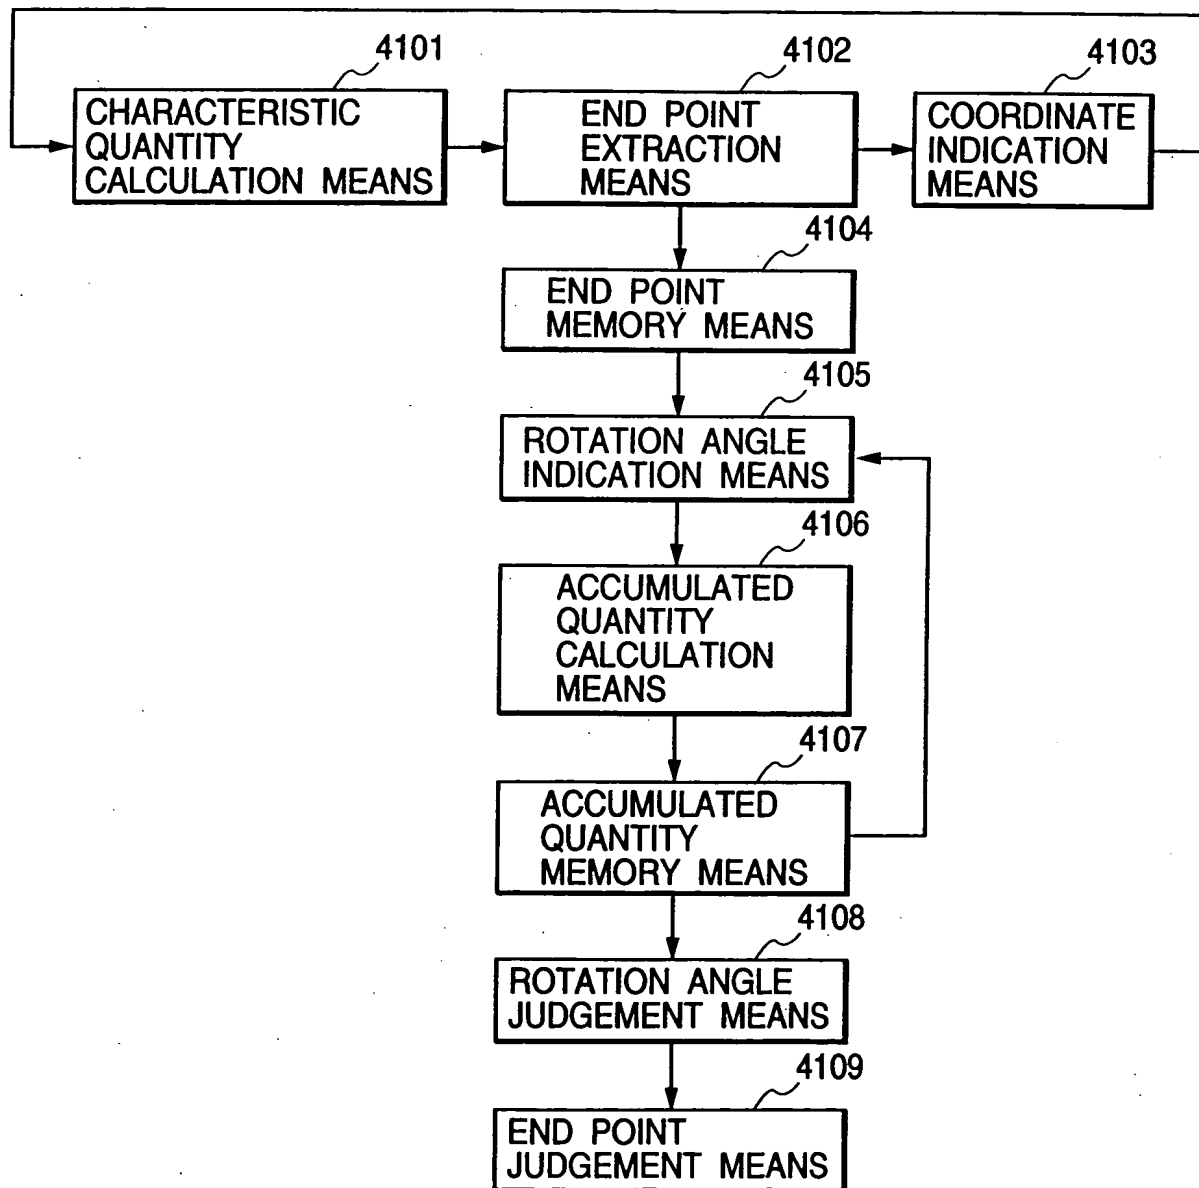 4101
CHARACTERISTIC
QUANTITY
CALCULATION MEANS
4102
END POINT
EXTRACTION
MEANS
4103
COORDINATE
INDICATION
MEANS
4104
END POINT
MEMORY MEANS
4105
ROTATION ANGLE
INDICATION MEANS
4106
ACCUMULATED
QUANTITY
CALCULATION
MEANS
4107
ACCUMULATED
QUANTITY
MEMORY MEANS
4108
ROTATION ANGLE
JUDGEMENT MEANS
4109
END POINT
JUDGEMENT MEANS